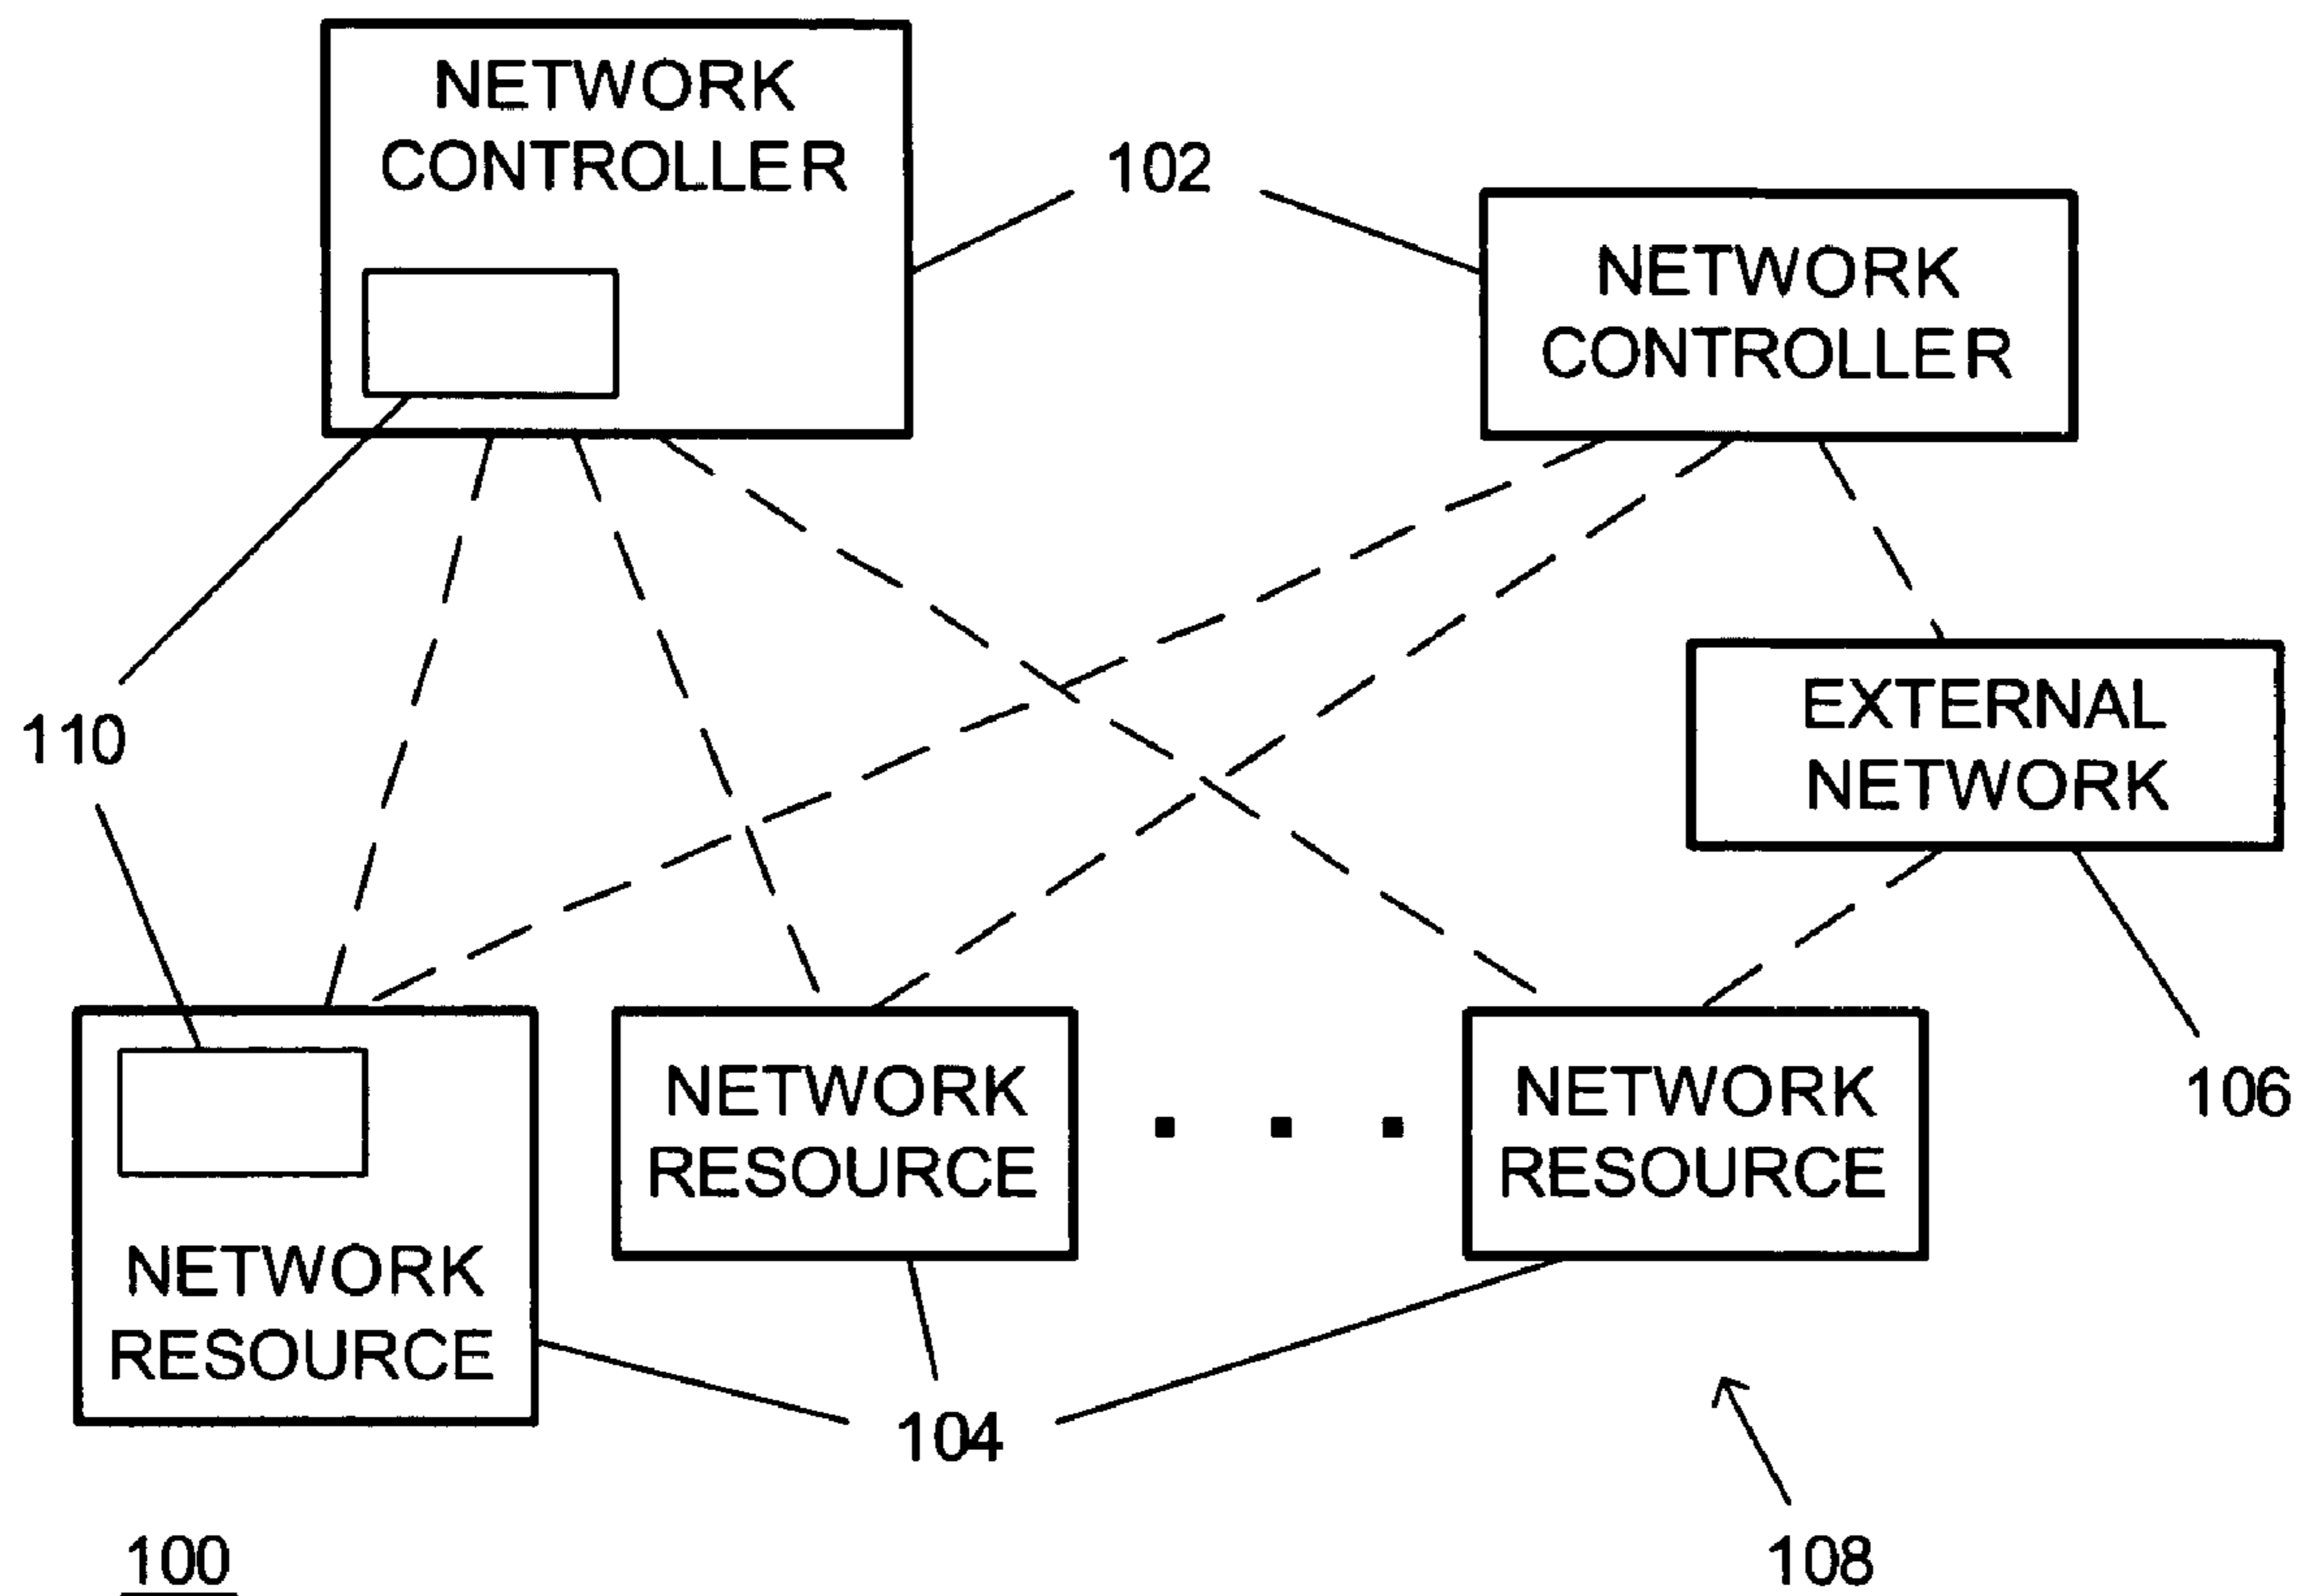 NETWORK
CONTROLLER
102
NETWORK
CONTROLLER
110
EXTERNAL
NETWORK
106
NETWORK
RESOURCE
NETWORK
RESOURCE
NETWORK
RESOURCE
104
108
100